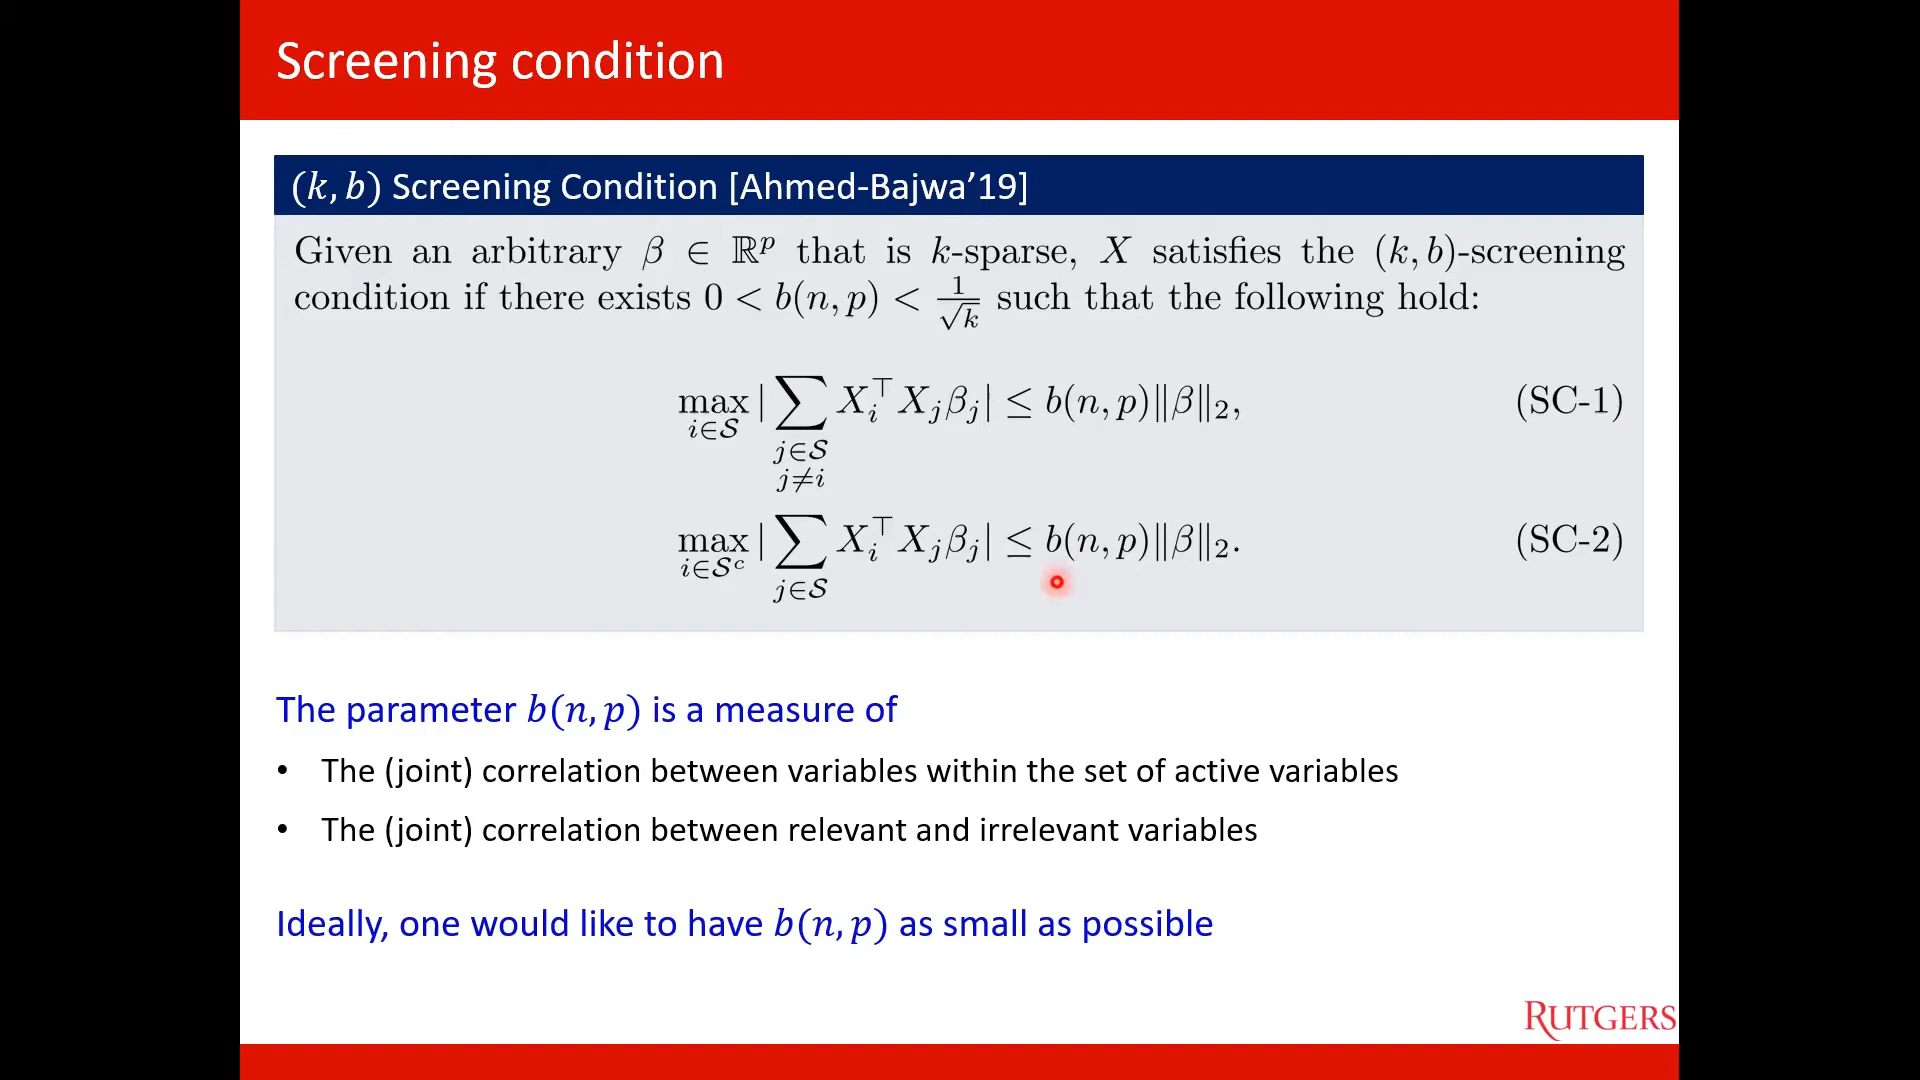 Screening condition
(k, b) Screening Condition [Ahmed-Bajwa’19]
Given an arbitrary β ∈ ℝ^p that is k-sparse, X satisfies the (k, b)-screening
condition if there exists 0 < b(n, p) < 1/√k such that the following hold:
max_{i∈𝒮} | ∑_{j∈𝒮, j≠i} X_i^⊤ X_j β_j | ≤ b(n, p)‖β‖_2, (SC-1)
max_{i∈𝒮^c} | ∑_{j∈𝒮} X_i^⊤ X_j β_j | ≤ b(n, p)‖β‖_2. (SC-2)
The parameter b(n, p) is a measure of
• The (joint) correlation between variables within the set of active variables
• The (joint) correlation between relevant and irrelevant variables
Ideally, one would like to have b(n, p) as small as possible
RUTGERS